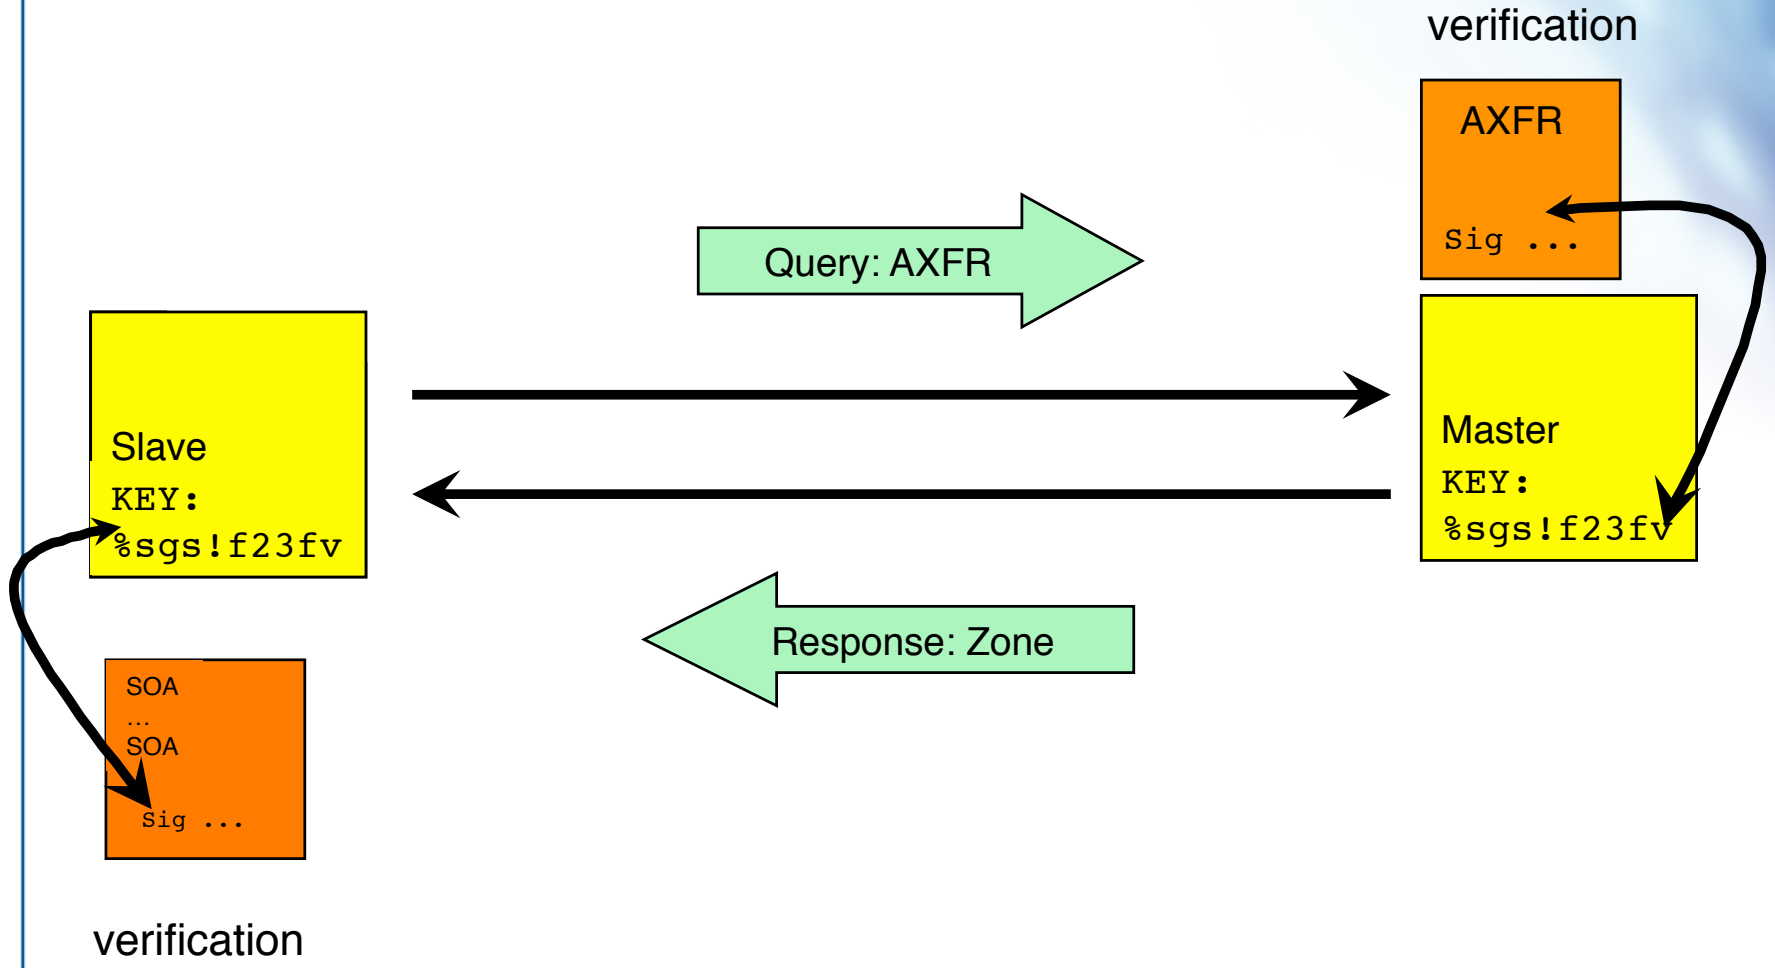 verification
AXFR
Sig ...
Query: AXFR
Slave
KEY:
%sgs!f23fv
Master
KEY:
%sgs!f23fv
Response: Zone
SOA
...
SOA
Sig ...
verification